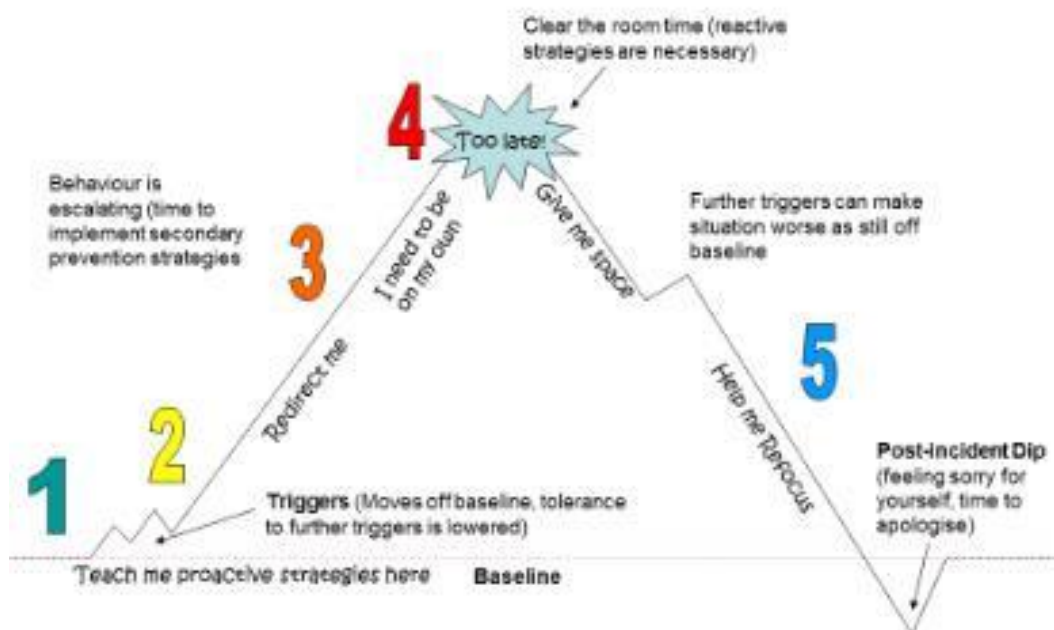 Clear the room time (reactive
strategies are necessary)
4
Too late!
Behaviour is
escalating (time to
implement secondary
prevention strategies
3
I need to be
on my own
Give me space
Further triggers can make
situation worse as still off
baseline
Redirect me
5
Help me Refocus
2
1
Triggers (Moves off baseline, tolerance
to further triggers is lowered)
Post-Incident Dip
(feeling sorry for
yourself, time to
apologise)
Teach me proactive strategies here
Baseline